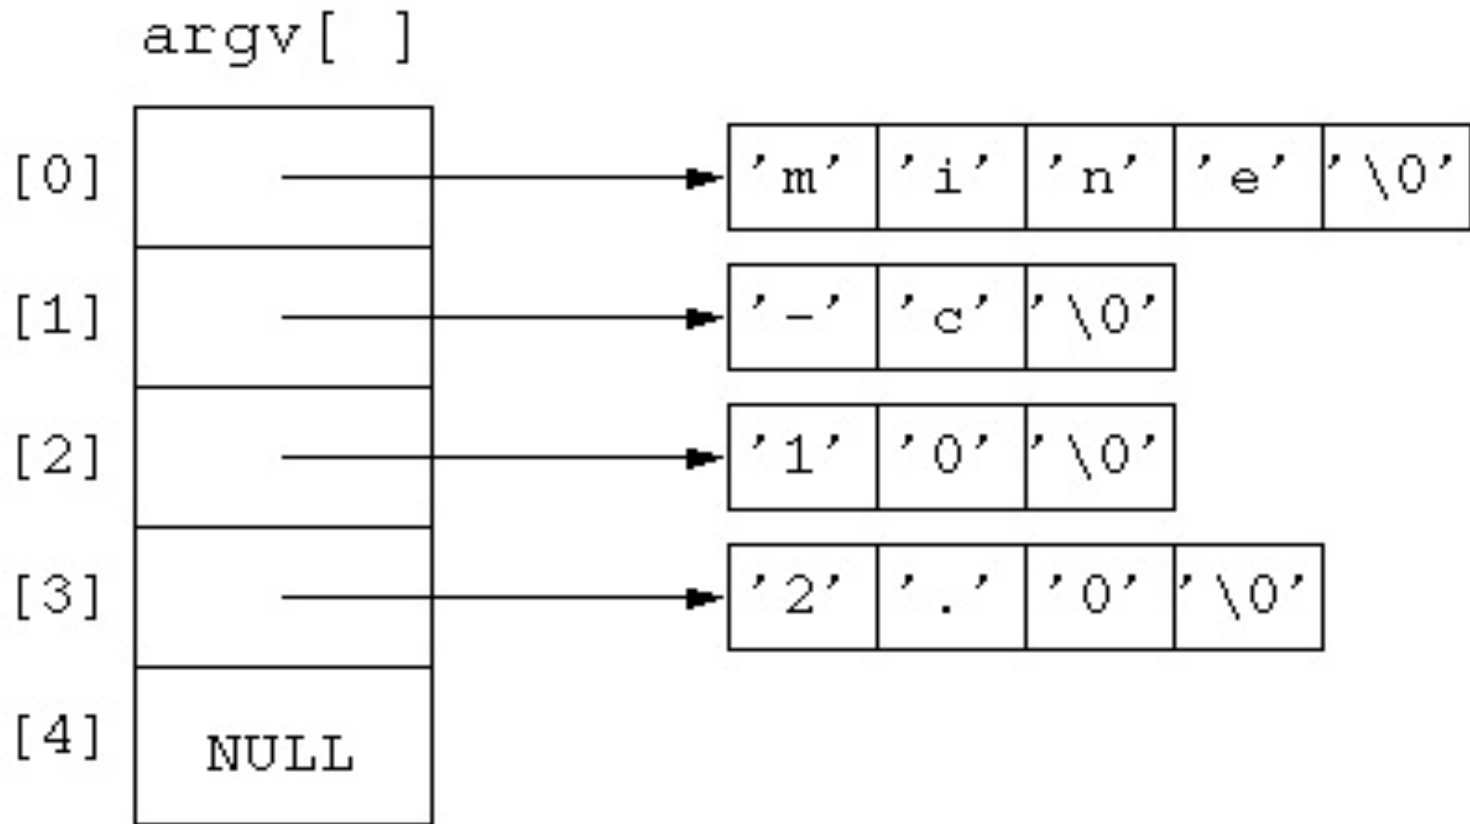 argv[ ]
[0] 'm' 'i' 'n' 'e' '\0'
[1] '-' 'c' '\0'
[2] '1' '0' '\0'
[3] '2' '.' '0' '\0'
[4] NULL